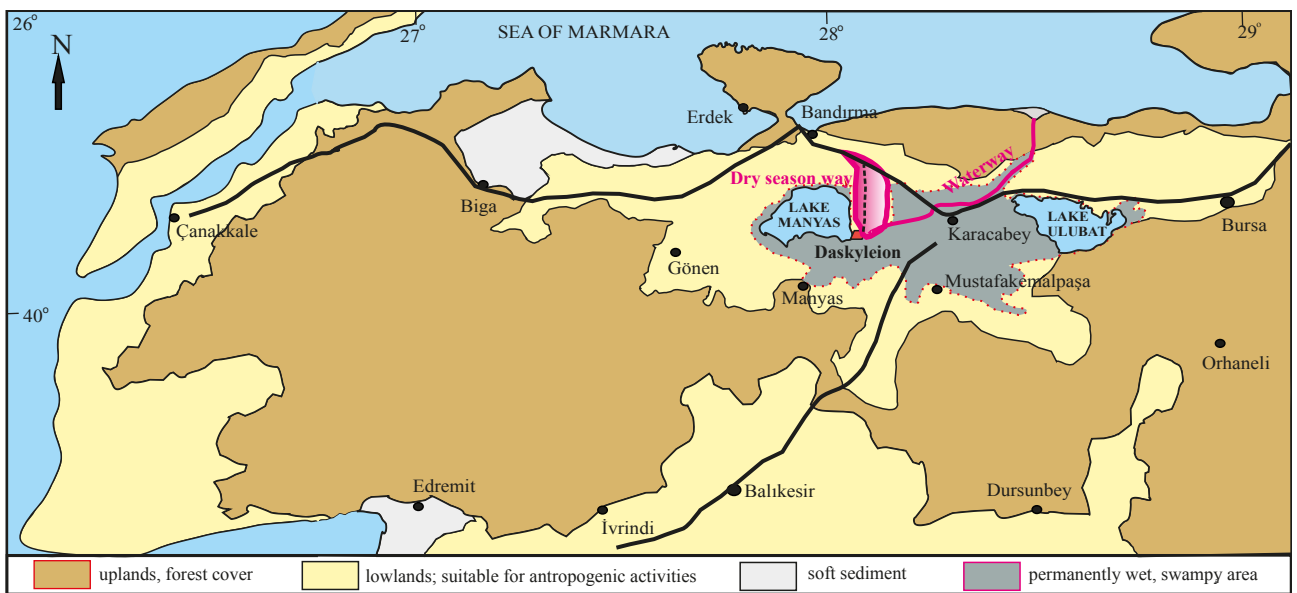 26°
27°
SEA OF MARMARA
28°
29°
N
Erdek
Bandırma
Dry season way
Waterway
Biga
LAKE
MANYAS
LAKE
ULUBAT
Çanakkale
Karacabey
Bursa
Daskyleion
Gönen
Manyas
Mustafakemalpaşa
40°
Orhaneli
Edremit
Balıkesir
Dursunbey
İvrindi
uplands, forest cover
lowlands; suitable for antropogenic activities
soft sediment
permanently wet, swampy area